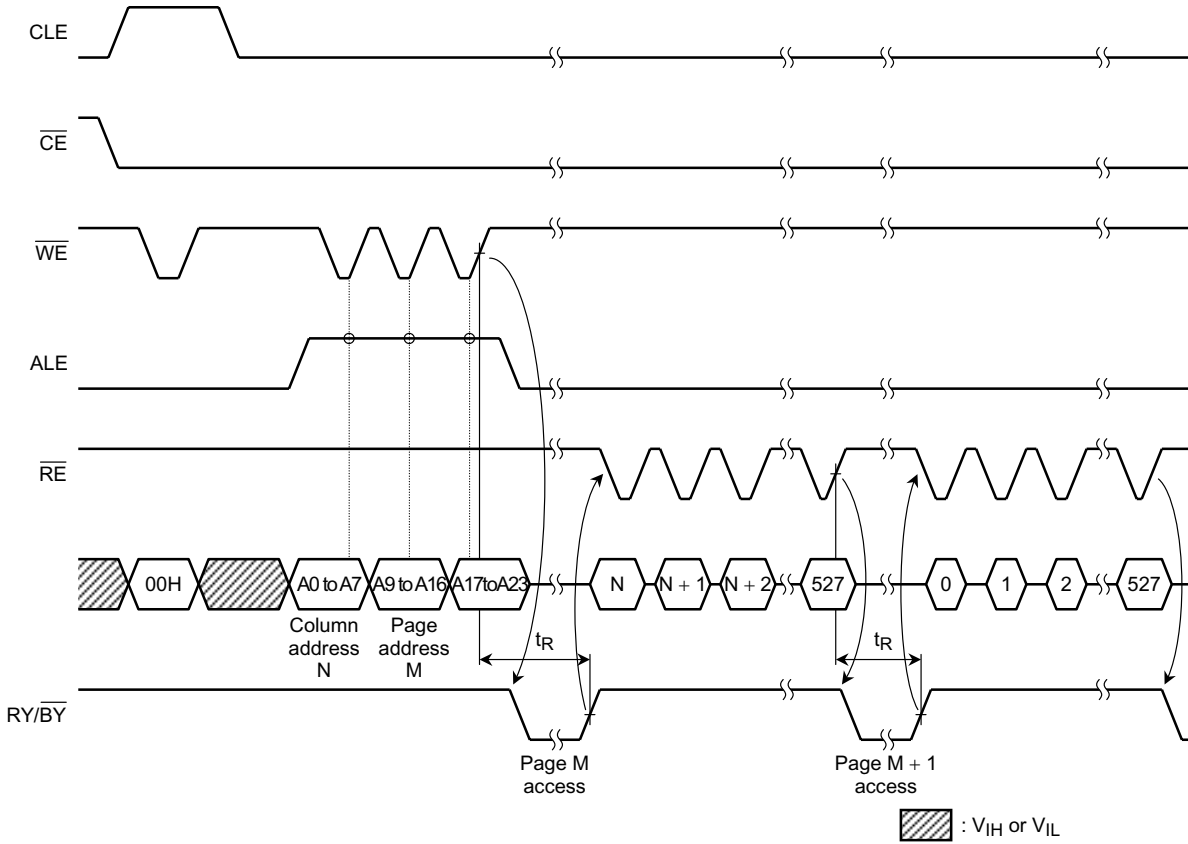 CLE
CE
WE
ALE
RE
00H A0 to A7 A9 to A16 A17 to A23 N N + 1 N + 2 527 0 1 2 527
Column
address
N
Page
address
M
tR
tR
RY/BY
Page M
access
Page M + 1
access
: VIH or VIL